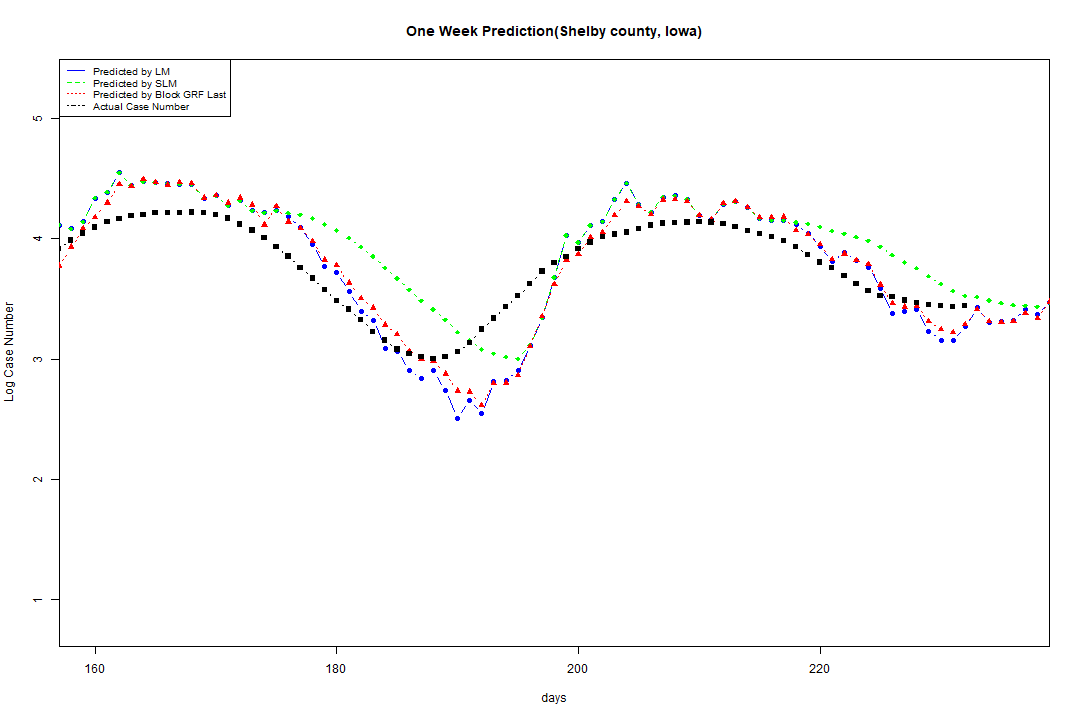 One Week Prediction(Shelby county, Iowa)
Predicted by LM
Predicted by SLM
Predicted by Block GRF Last
Actual Case Number
5
4
3
2
1
Log Case Number
160
180
200
220
days